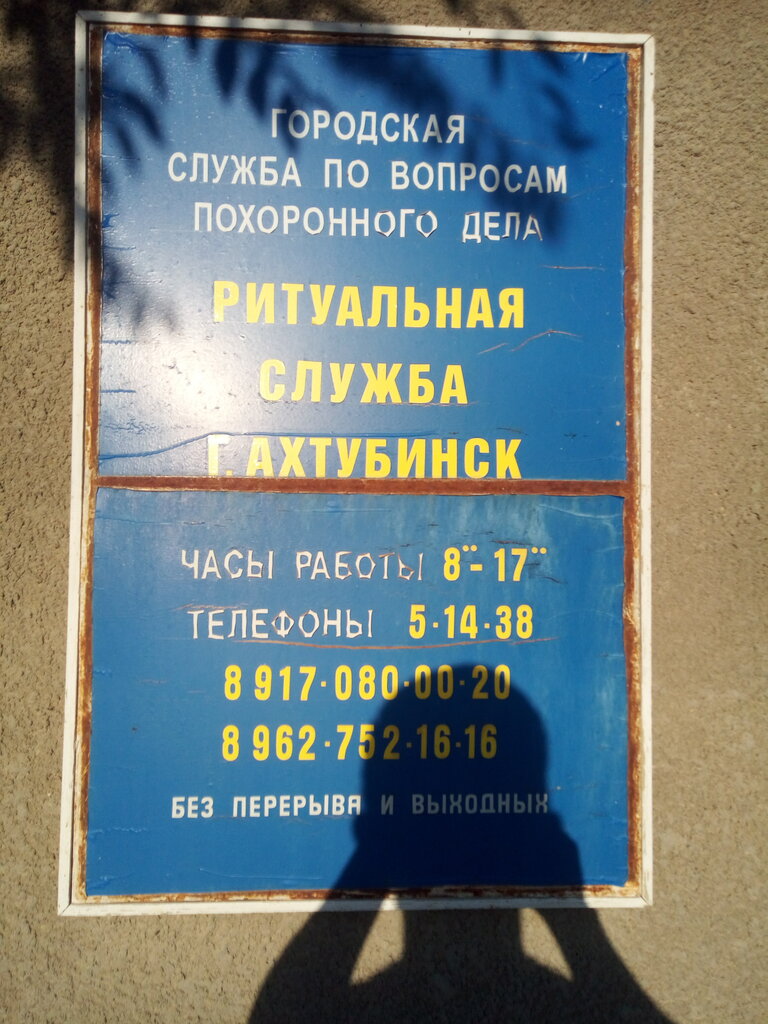 ГОРОДСКАЯ
СЛУЖБА ПО ВОПРОСАМ
ПОХОРОННОГО ДЕЛА
РИТУАЛЬНАЯ
СЛУЖБА
Г. АХТУБИНСК
ЧАСЫ РАБОТЫ 8⁰⁰- 17⁰⁰
ТЕЛЕФОНЫ 5·14·38
8 917·080·00·20
8 962·752·16·16
БЕЗ ПЕРЕРЫВА И ВЫХОДНЫХ